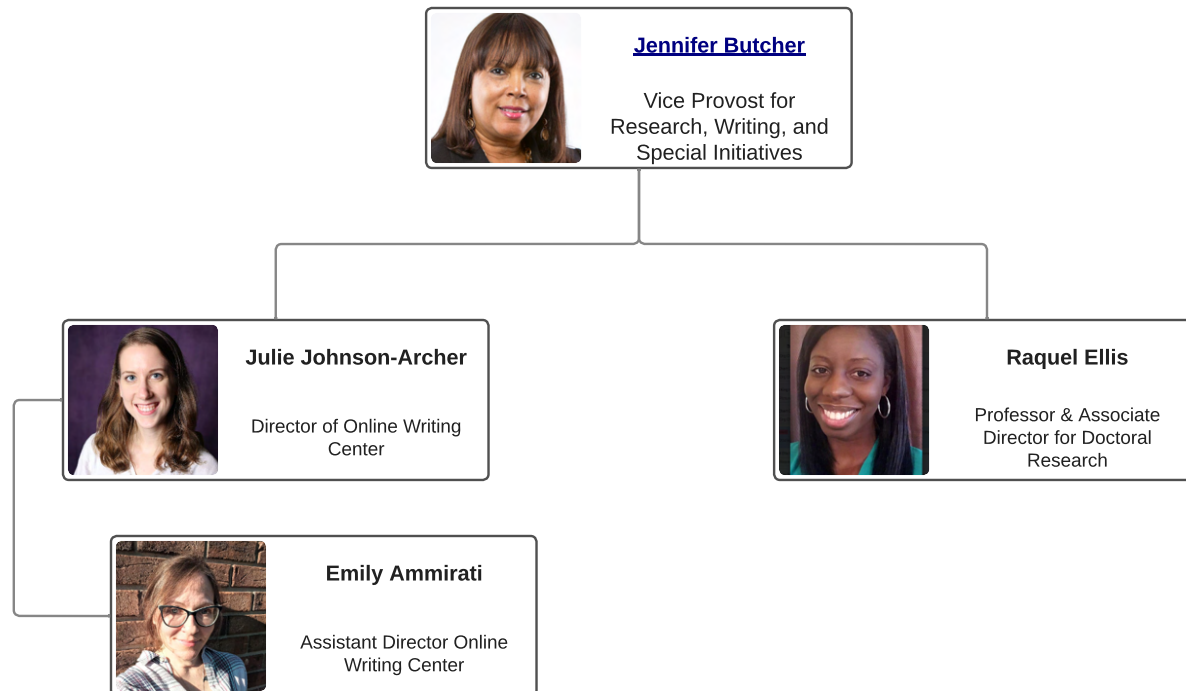 Jennifer Butcher
Vice Provost for
Research, Writing, and
Special Initiatives
Julie Johnson-Archer
Director of Online Writing
Center
Raquel Ellis
Professor & Associate
Director for Doctoral
Research
Emily Ammirati
Assistant Director Online
Writing Center